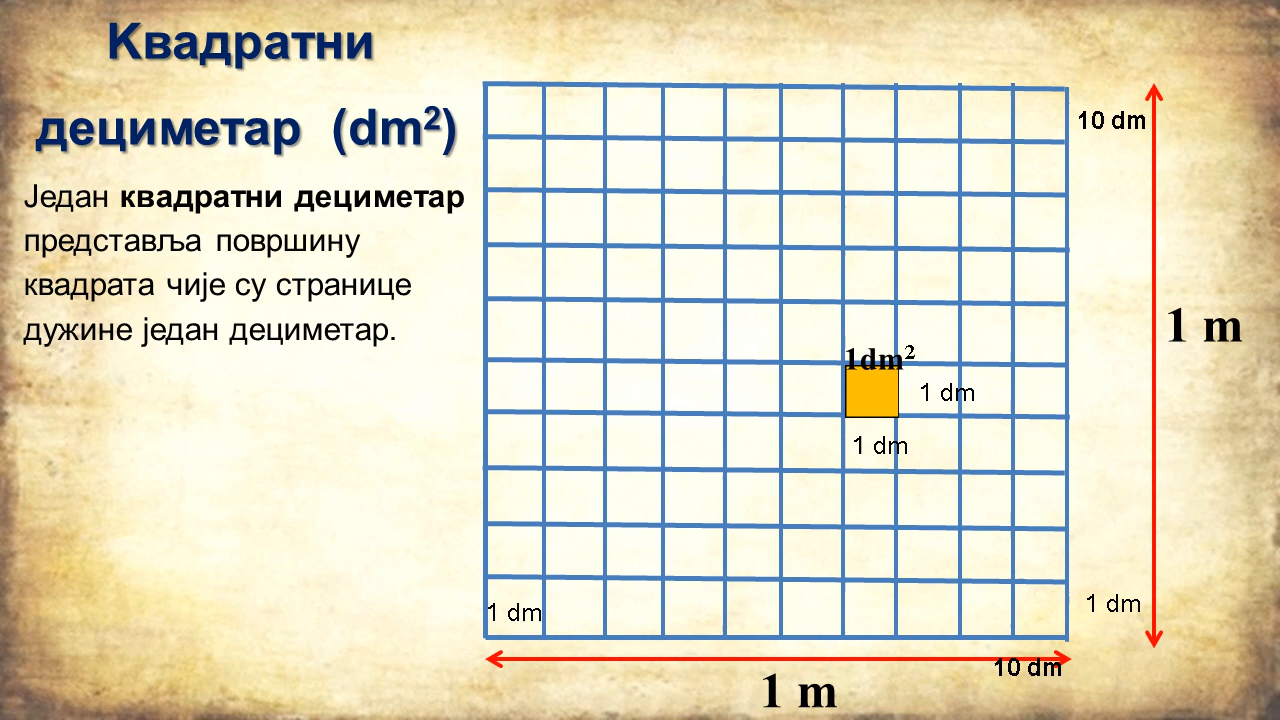 Квадратни
дециметар (dm²)
Један квадратни дециметар
представља површину
квадрата чије су странице
дужине један дециметар.
10 dm
1 m
1dm²
1 dm
1 dm
1 dm
1 dm
10 dm
1 m